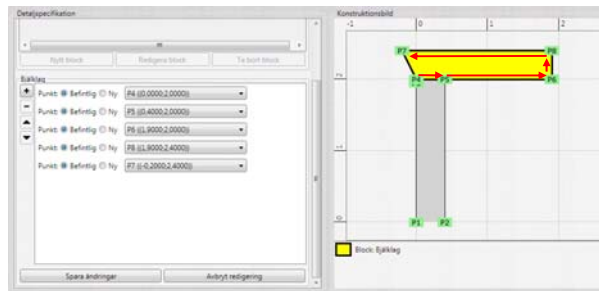 Detaljspecifikation
Nytt block
Redigera block
Ta bort block
Bjälklag
Punkt: Befintlig Ny P4 ((0,0000;2,0000))
Punkt: Befintlig Ny P5 ((0,4000;2,0000))
Punkt: Befintlig Ny P6 ((1,9000;2,0000))
Punkt: Befintlig Ny P8 ((1,9000;2,4000))
Punkt: Befintlig Ny P7 ((-0,2000;2,4000))
Spara ändringar
Avbryt redigering
Konstruktionsbild
-1 0 1 2
P7 P8
2
P4 P5 P6
1
0
P1 P2
Block: Bjälklag